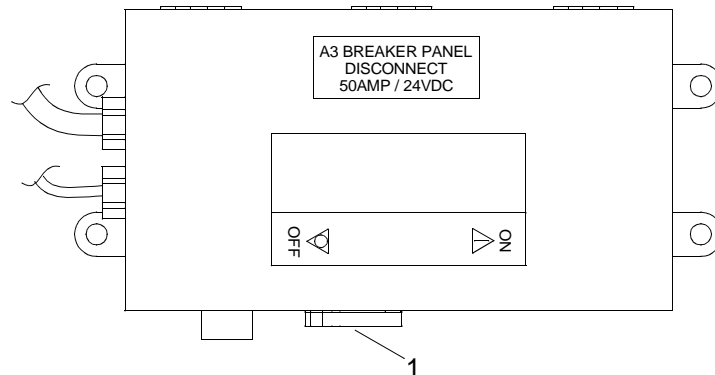 A3 BREAKER PANEL
DISCONNECT
50AMP / 24VDC
OFF
ON
1